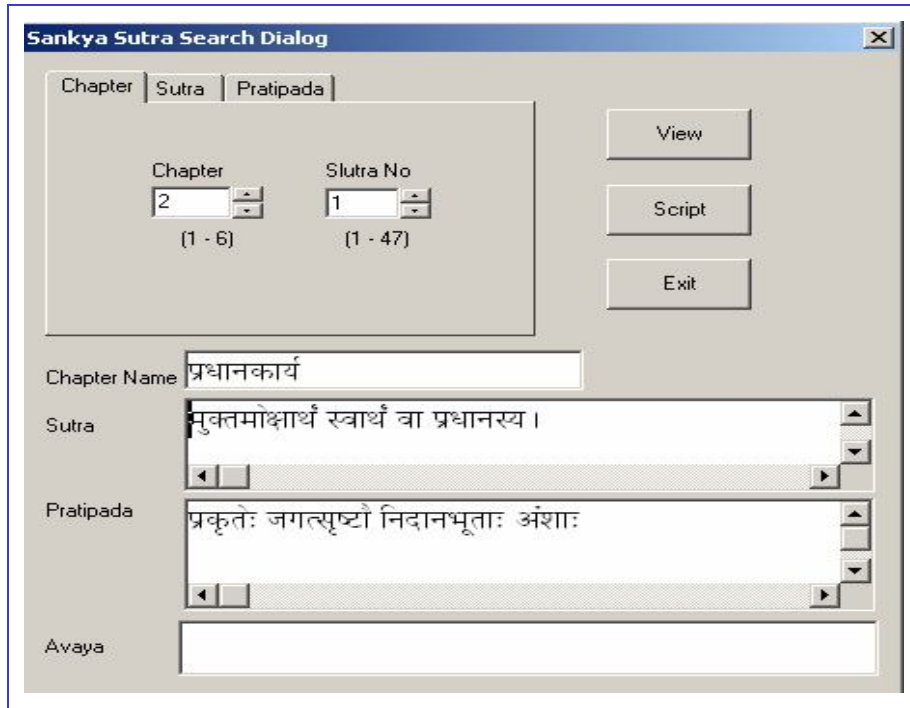 Sankya Sutra Search Dialog
Chapter Sutra Pratipada
View
Chapter Slutra No
2 1
(1 - 6) (1 - 47)
Script
Exit
Chapter Name प्रधानकार्य
Sutra मुक्तमोक्षार्थं स्वार्थं वा प्रधानस्य।
Pratipada प्रकृतेः जगत्सृष्टौ निदानभूताः अंशाः
Avaya